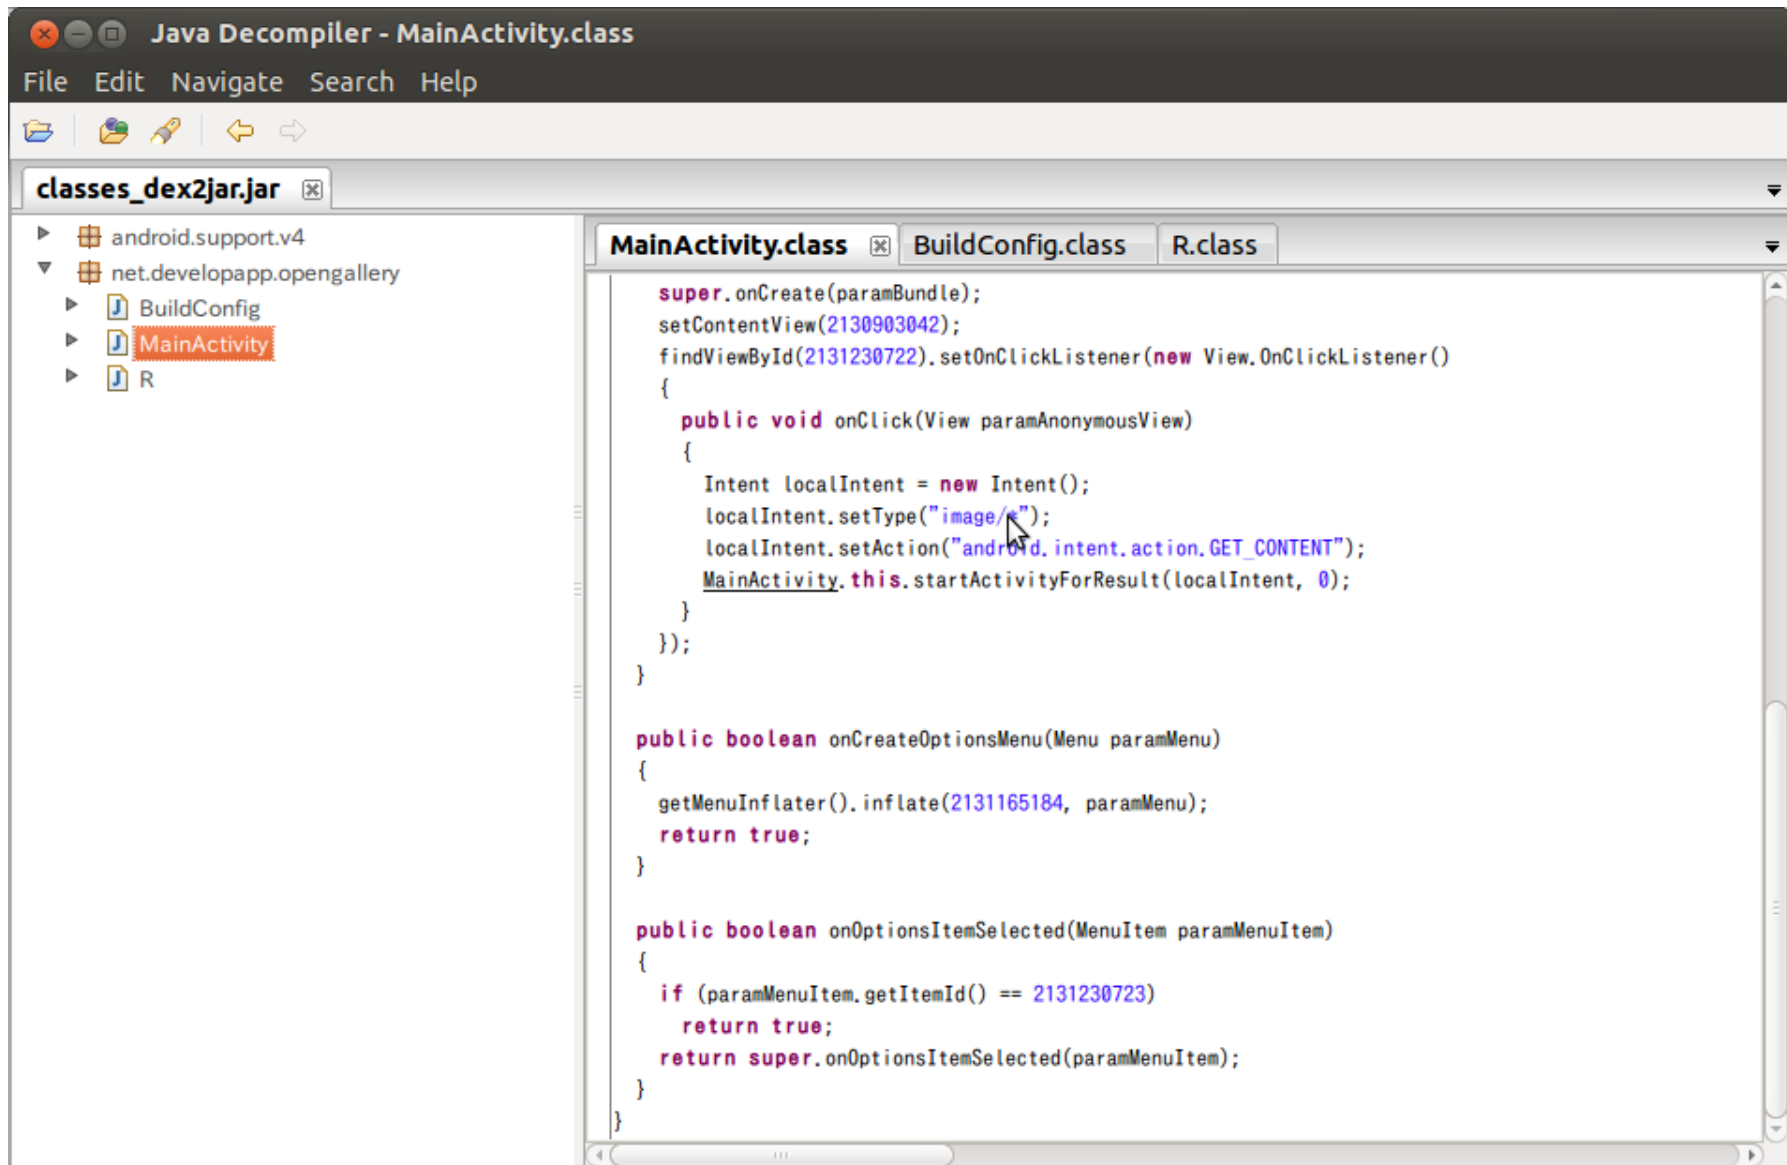 Java Decompiler - MainActivity.class
File Edit Navigate Search Help
classes_dex2jar.jar
android.support.v4
net.developapp.opengallery
BuildConfig
MainActivity
R
MainActivity.class BuildConfig.class R.class
super.onCreate(paramBundle);
setContentView(2130903042);
findViewById(2131230722).setOnClickListener(new View.OnClickListener()
{
public void onClick(View paramAnonymousView)
{
Intent localIntent = new Intent();
localIntent.setType("image/*");
localIntent.setAction("android.intent.action.GET_CONTENT");
MainActivity.this.startActivityForResult(localIntent, 0);
}
});
}
public boolean onCreateOptionsMenu(Menu paramMenu)
{
getMenuInflater().inflate(2131165184, paramMenu);
return true;
}
public boolean onOptionsItemSelected(MenuItem paramMenuItem)
{
if (paramMenuItem.getItemId() == 2131230723)
return true;
return super.onOptionsItemSelected(paramMenuItem);
}
}